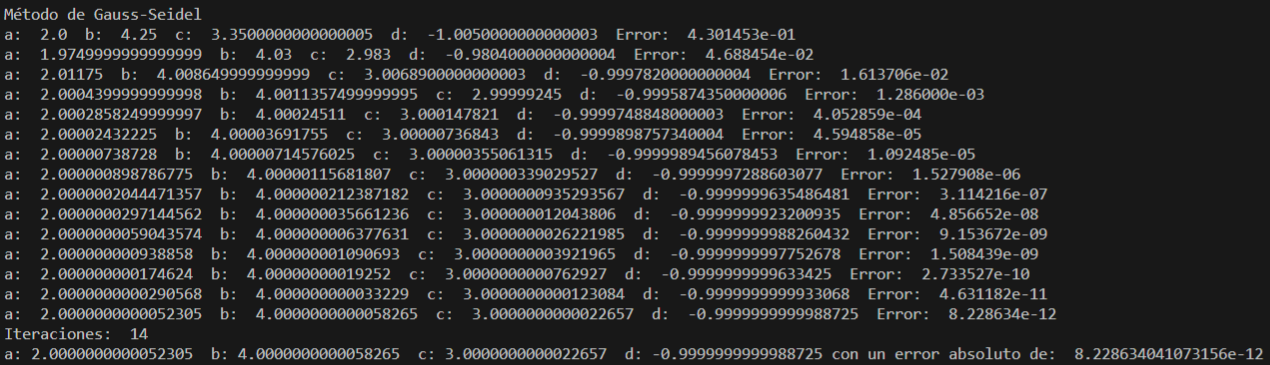 Método de Gauss-Seidel
a:  2.0  b:  4.25  c:  3.3500000000000005  d:  -1.0050000000000003  Error:  4.301453e-01
a:  1.9749999999999999  b:  4.03  c:  2.983  d:  -0.9804000000000004  Error:  4.688454e-02
a:  2.01175  b:  4.008649999999999  c:  3.0068900000000003  d:  -0.9997820000000004  Error:  1.613706e-02
a:  2.0004399999999998  b:  4.0011357499999995  c:  2.99999245  d:  -0.9995874350000006  Error:  1.286000e-03
a:  2.0002858249999997  b:  4.00024511  c:  3.000147821  d:  -0.9999748848000003  Error:  4.052859e-04
a:  2.00002432225  b:  4.00003691755  c:  3.00000736843  d:  -0.9999898757340004  Error:  4.594858e-05
a:  2.00000738728  b:  4.00000714576025  c:  3.00000355061315  d:  -0.9999989456078453  Error:  1.092485e-05
a:  2.000000898786775  b:  4.00000115681807  c:  3.000000339029527  d:  -0.9999997288603077  Error:  1.527908e-06
a:  2.0000002044471357  b:  4.000000212387182  c:  3.0000000935293567  d:  -0.9999999635486481  Error:  3.114216e-07
a:  2.0000000297144562  b:  4.000000035661236  c:  3.000000012043806  d:  -0.9999999923200935  Error:  4.856652e-08
a:  2.0000000059043574  b:  4.000000006377631  c:  3.0000000026221985  d:  -0.9999999988260432  Error:  9.153672e-09
a:  2.000000000938858  b:  4.000000001090693  c:  3.0000000003921965  d:  -0.9999999997752678  Error:  1.508439e-09
a:  2.0000000000174624  b:  4.00000000019252  c:  3.0000000000762927  d:  -0.9999999999633425  Error:  2.733527e-10
a:  2.0000000000290568  b:  4.000000000033229  c:  3.0000000000123084  d:  -0.9999999999933068  Error:  4.631182e-11
a:  2.0000000000052305  b:  4.0000000000058265  c:  3.0000000000022657  d:  -0.9999999999988725  Error:  8.228634e-12
Iteraciones:  14
a: 2.0000000000052305  b: 4.0000000000058265  c: 3.0000000000022657  d: -0.9999999999988725 con un error absoluto de:  8.228634041073156e-12